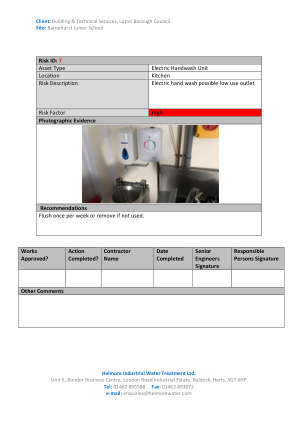 Client: Building & Technical Services, Luton Borough Council
Site: Barnehurst Junior School
Risk ID: 7
Asset Type Electric Handwash Unit
Location Kitchen
Risk Description Electric hand wash possible low use outlet
Risk Factor High
Photographic Evidence
Recommendations
Flush once per week or remove if not used.
Works Approved? Action Completed? Contractor Name Date Completed Senior Engineers Signature Responsible Persons Signature
Other Comments
Helmore Industrial Water Treatment Ltd.
Unit 6, Bondor Business Centre, London Road Industrial Estate, Baldock, Herts, SG7 6HP
Tel: 01462 895588 Fax: 01462 893072
e-mail: enquiries@helmorewater.com